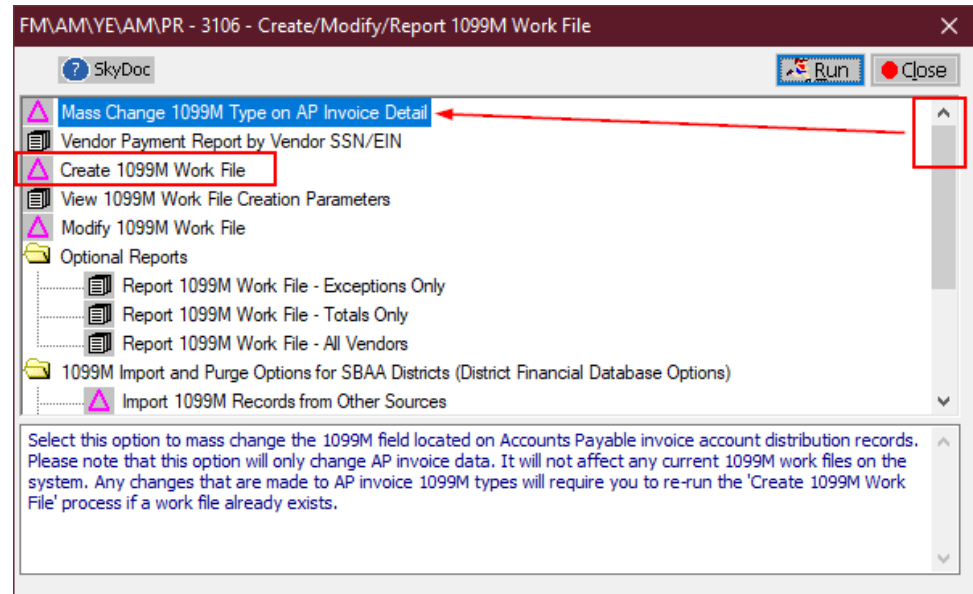 FM\AM\YE\AM\PR - 3106 - Create/Modify/Report 1099M Work File
? SkyDoc
Run
Close
Mass Change 1099M Type on AP Invoice Detail
Vendor Payment Report by Vendor SSN/EIN
Create 1099M Work File
View 1099M Work File Creation Parameters
Modify 1099M Work File
Optional Reports
Report 1099M Work File - Exceptions Only
Report 1099M Work File - Totals Only
Report 1099M Work File - All Vendors
1099M Import and Purge Options for SBAA Districts (District Financial Database Options)
Import 1099M Records from Other Sources
Select this option to mass change the 1099M field located on Accounts Payable invoice account distribution records.
Please note that this option will only change AP invoice data. It will not affect any current 1099M work files on the
system. Any changes that are made to AP invoice 1099M types will require you to re-run the 'Create 1099M Work
File' process if a work file already exists.